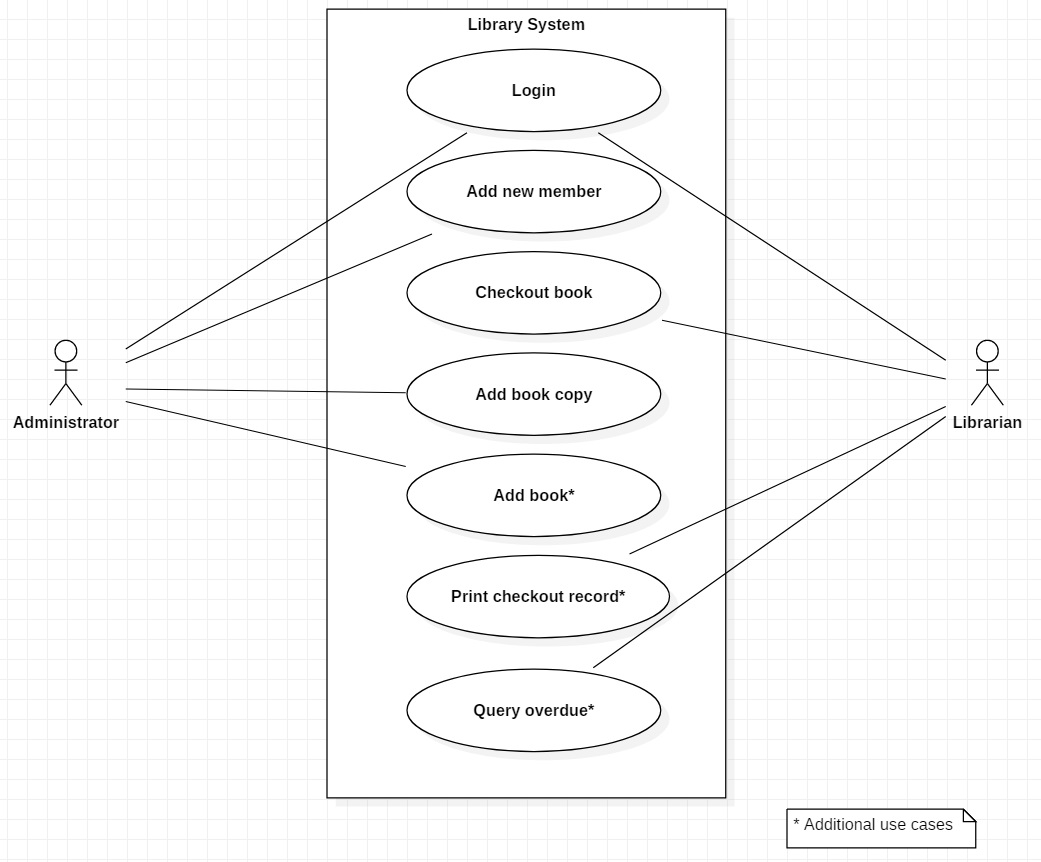 Library System
Login
Add new member
Checkout book
Add book copy
Administrator
Librarian
Add book*
Print checkout record*
Query overdue*
* Additional use cases